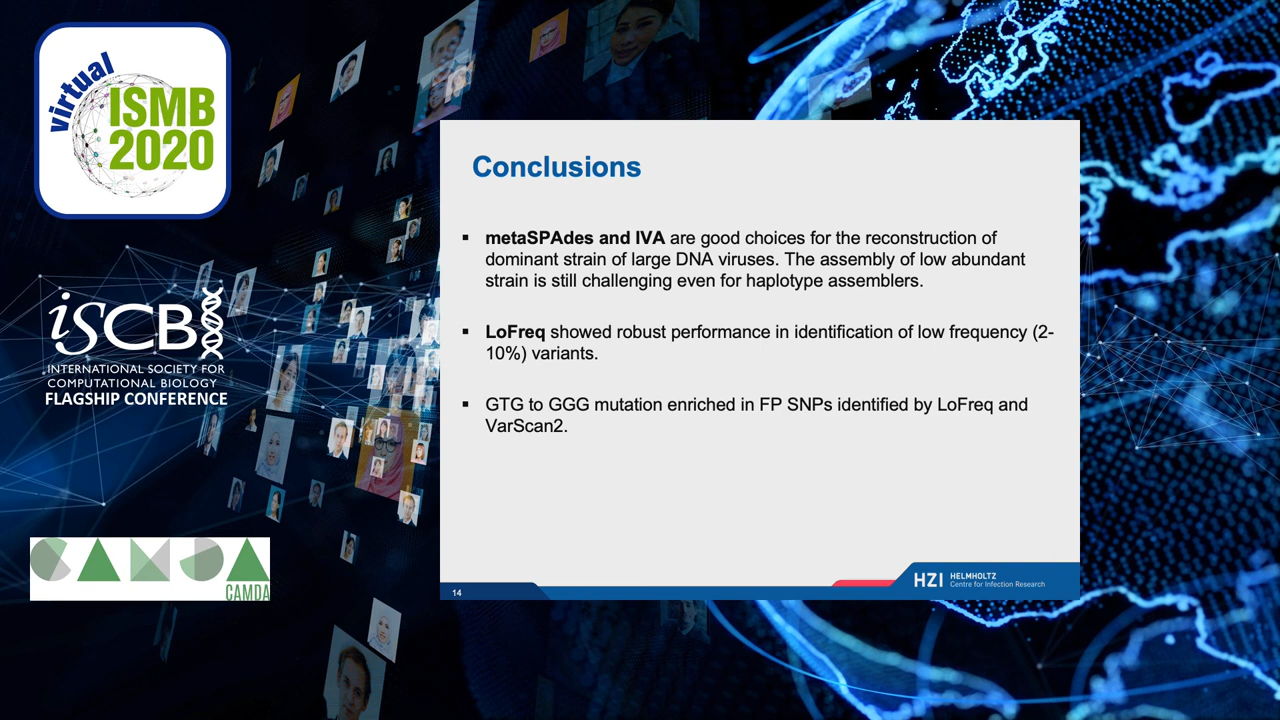 virtual
ISMB
2020
iSCB
INTERNATIONAL SOCIETY FOR
COMPUTATIONAL BIOLOGY
FLAGSHIP CONFERENCE
CAMDA
CAMDA
Conclusions
▪ metaSPAdes and IVA are good choices for the reconstruction of
dominant strain of large DNA viruses. The assembly of low abundant
strain is still challenging even for haplotype assemblers.
▪ LoFreq showed robust performance in identification of low frequency (2-
10%) variants.
▪ GTG to GGG mutation enriched in FP SNPs identified by LoFreq and
VarScan2.
14
HZI HELMHOLTZ
Centre for Infection Research